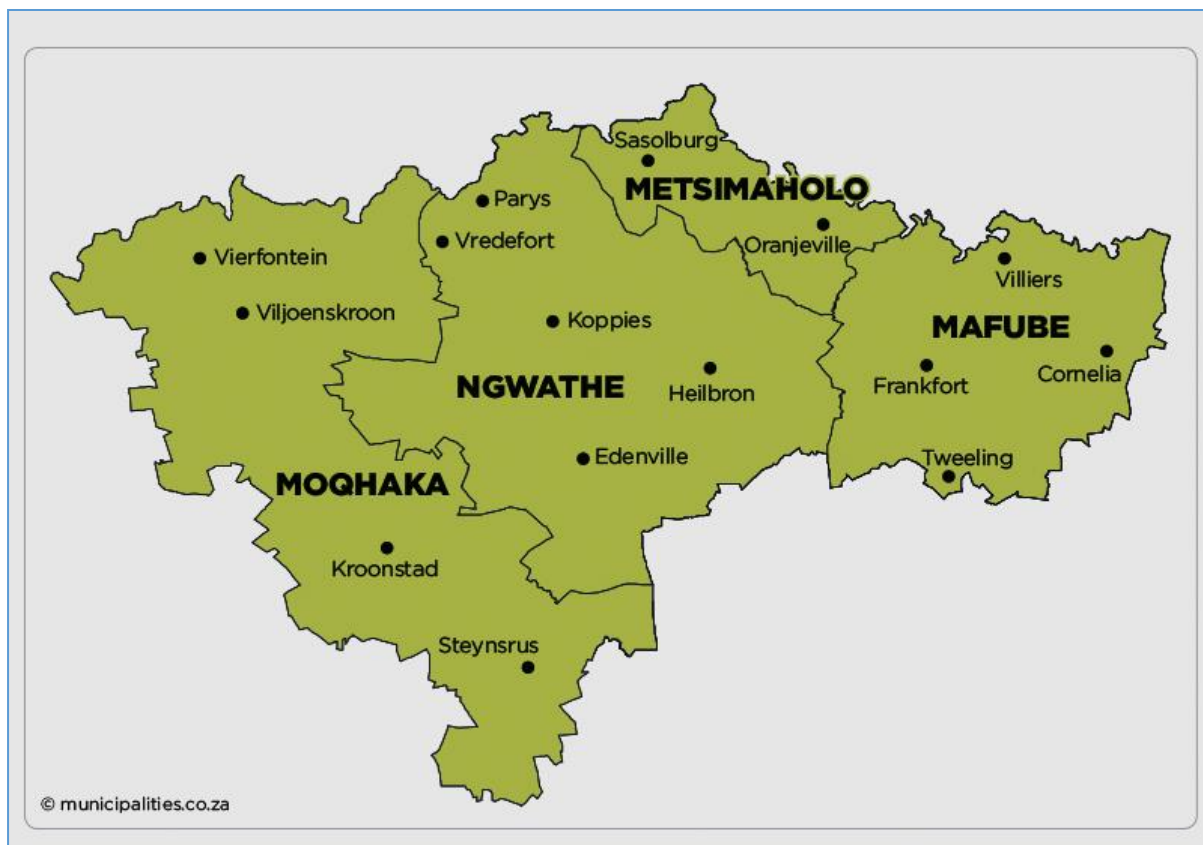 Sasolburg
METSIMAHOLO
Parys
Oranjeville
Vredefort
Vierfontein
Villiers
Viljoenskroon
Koppies
MAFUBE
Cornelia
NGWATHE
Heilbron
Frankfort
Edenville
Tweeling
MOQHAKA
Kroonstad
Steynsrus
© municipalities.co.za